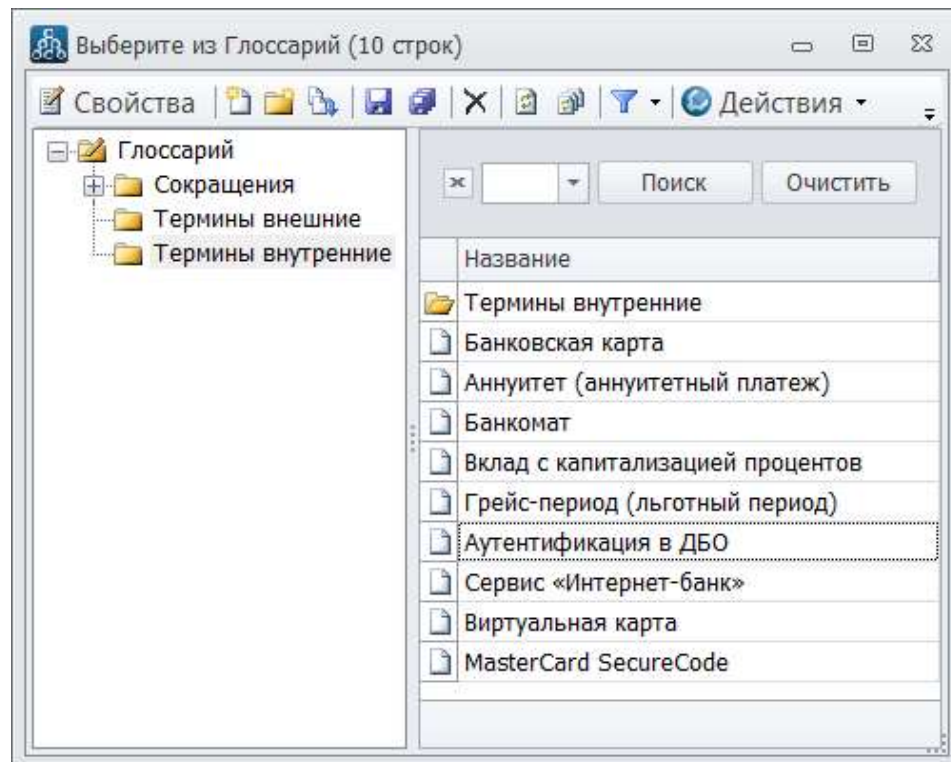 Выберите из Глоссарий (10 строк)
Свойства
Действия
Глоссарий
Сокращения
Термины внешние
Термины внутренние
Поиск
Очистить
Название
Термины внутренние
Банковская карта
Аннуитет (аннуитетный платеж)
Банкомат
Вклад с капитализацией процентов
Грейс-период (льготный период)
Аутентификация в ДБО
Сервис «Интернет-банк»
Виртуальная карта
MasterCard SecureCode